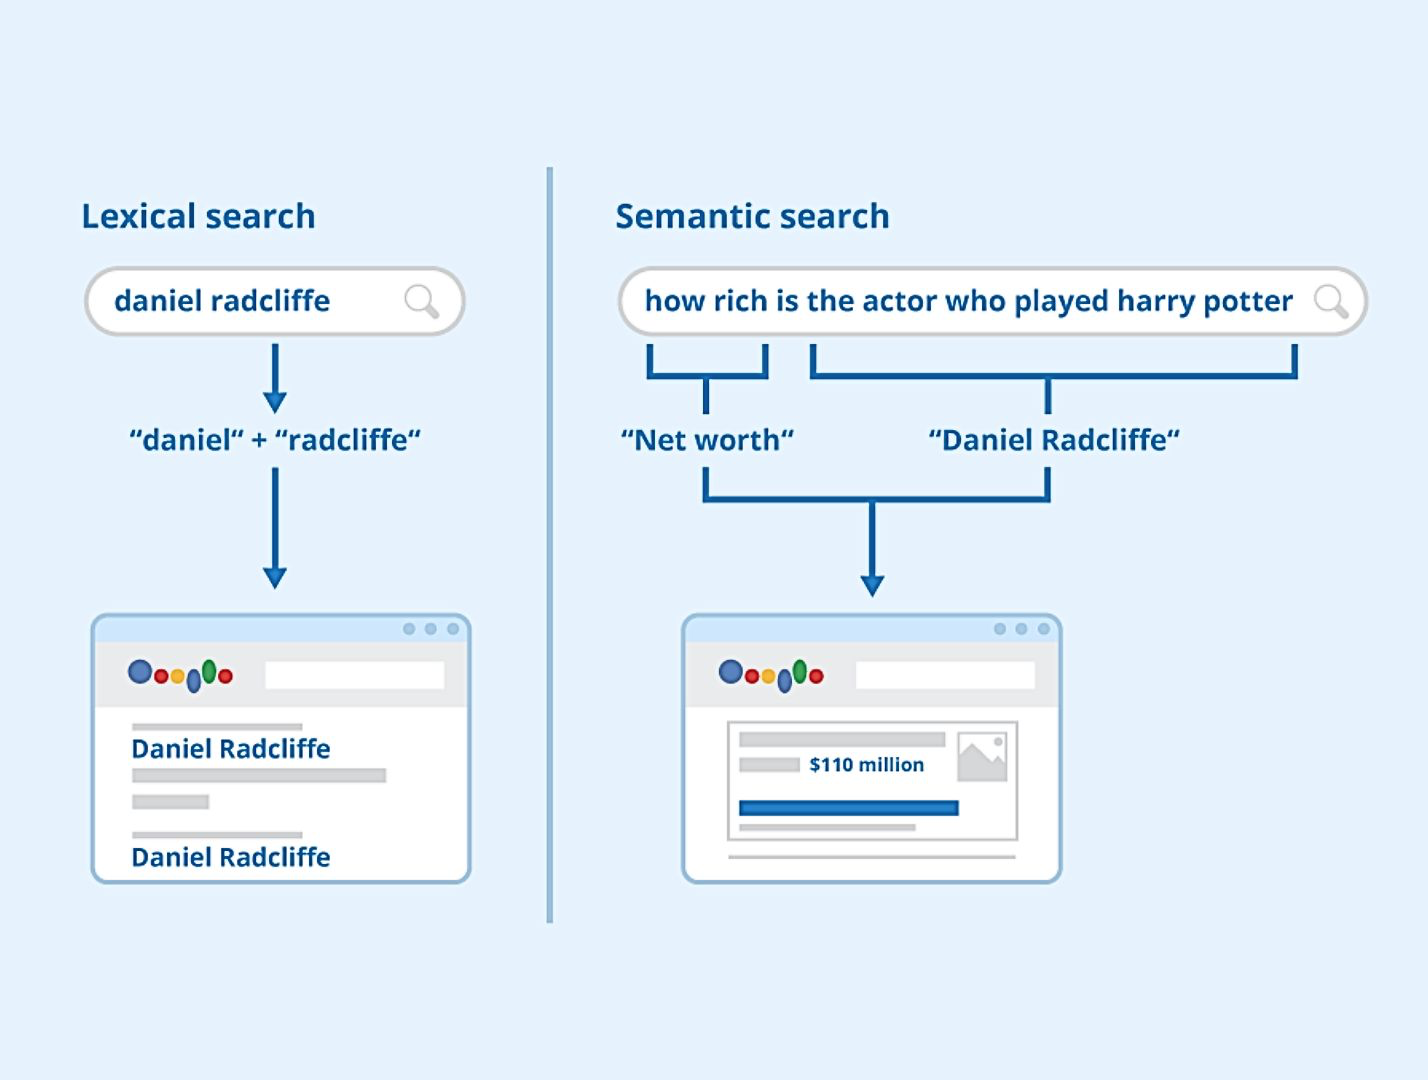 Lexical search
daniel radcliffe
“daniel“ + “radcliffe“
Daniel Radcliffe
Daniel Radcliffe
Semantic search
how rich is the actor who played harry potter
“Net worth“
“Daniel Radcliffe“
$110 million